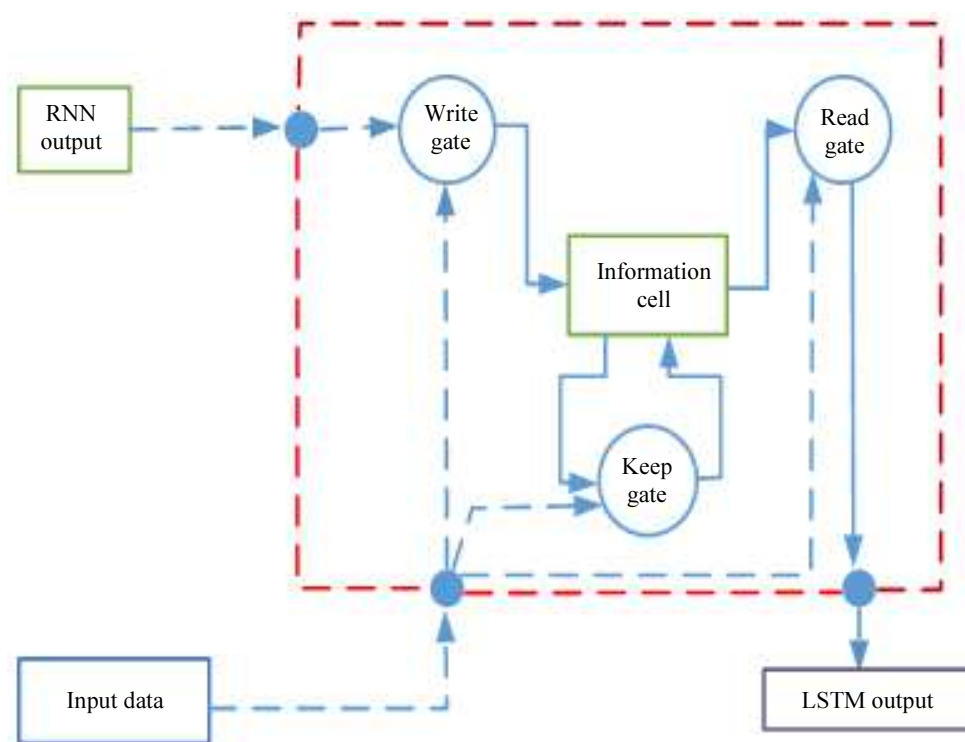 RNN
output
Write
gate
Read
gate
Information
cell
Keep
gate
Input data
LSTM output